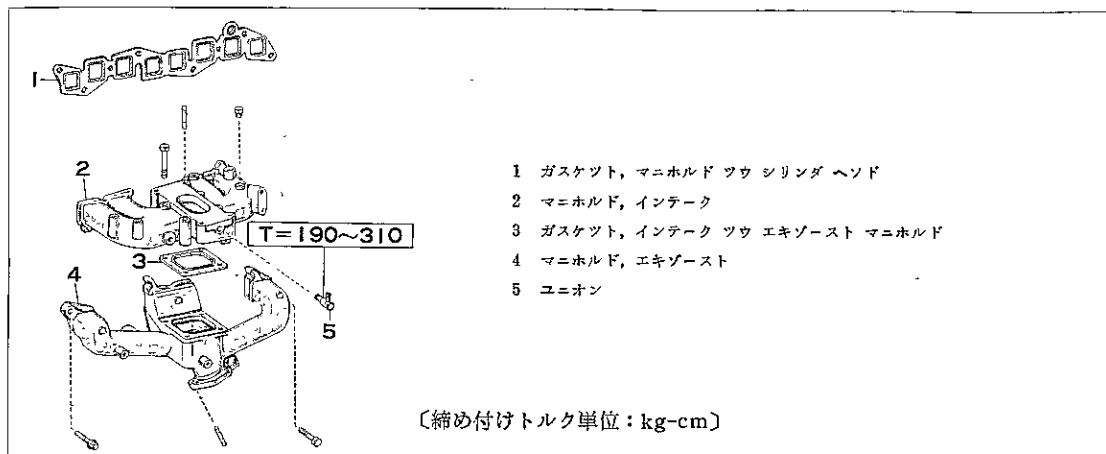 1
2
T=190~310
3
4
5
1 ガスケツト, マニホルド ツウ シリンダ ヘツド
2 マニホルド, インテーク
3 ガスケツト, インテーク ツウ エキゾースト マニホルド
4 マニホルド, エキゾースト
5 ユニオン
〔締め付けトルク単位：kg-cm〕